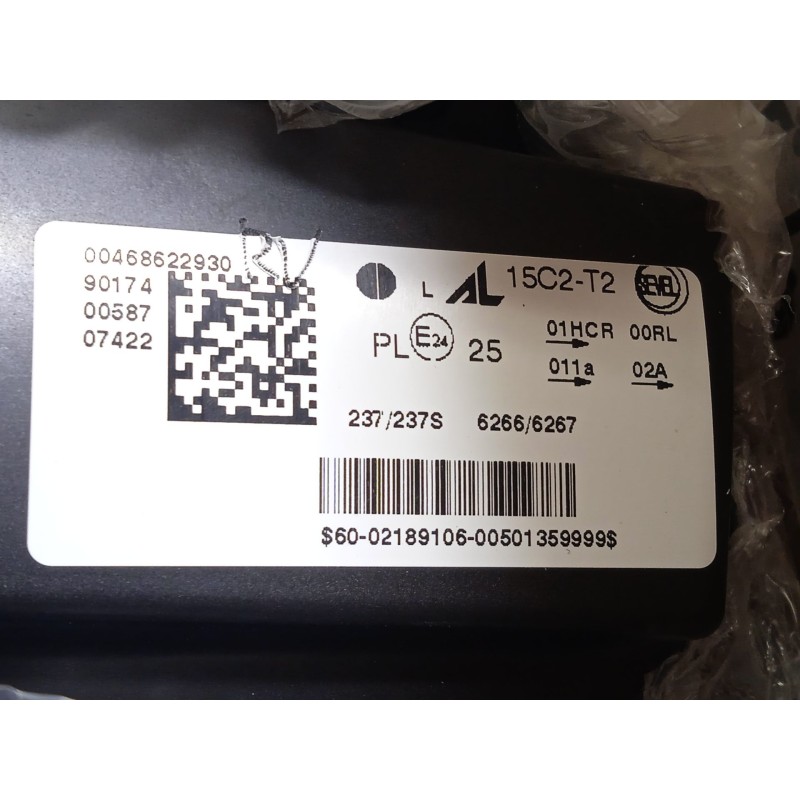 00468622930
90174
00587
07422
L AL 15C2-T2 SEVEL
PL E24 25
01HCR 00RL
011a 02A
237/237S 6266/6267
$60-02189106-00501359999$